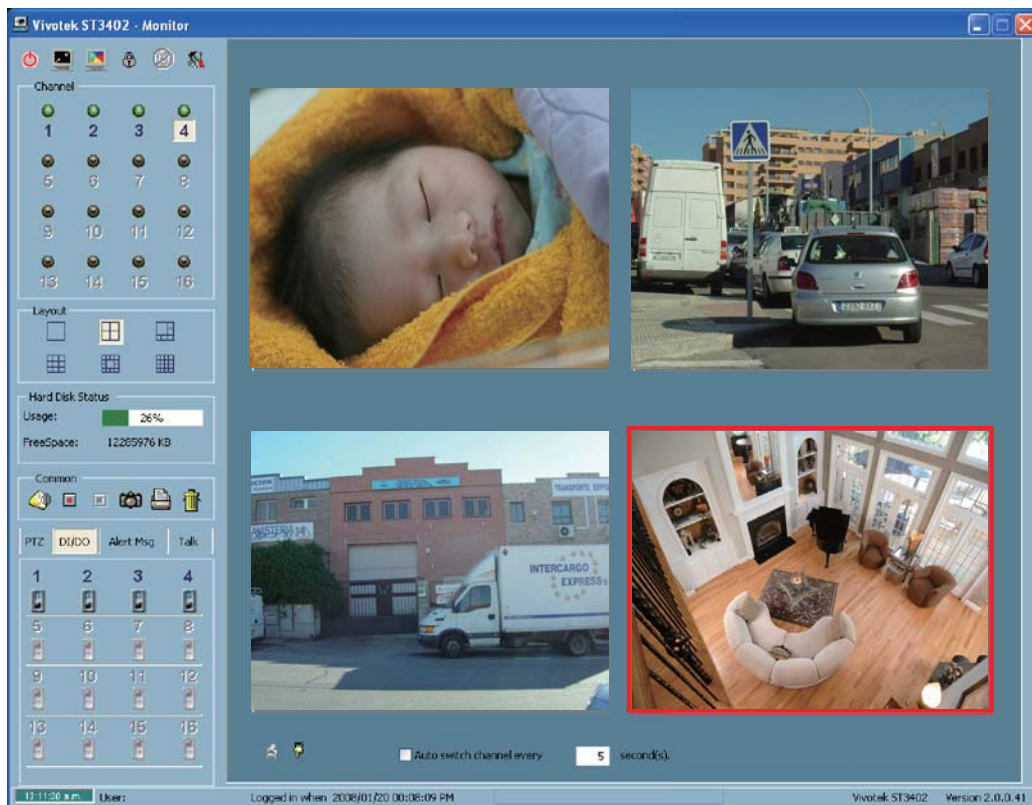 Vivotek ST3402 - Monitor
Channel
1 2 3 4
5 6 7 8
9 10 11 12
13 14 15 16
Layout
Hard Disk Status
Usage: 26%
FreeSpace: 12285976 KB
Common
PTZ DI/DO Alert Msg Talk
1 2 3 4
5 6 7 8
9 10 11 12
13 14 15 16
TRANSPORTE
INTERCARGO
EXPRESS
Auto switch channel every 5 second(s).
12:11:30 a.m. User: Logged in when 2008/01/20 00:08:09 PM Vivotek ST3402 Version 2.0.0.41